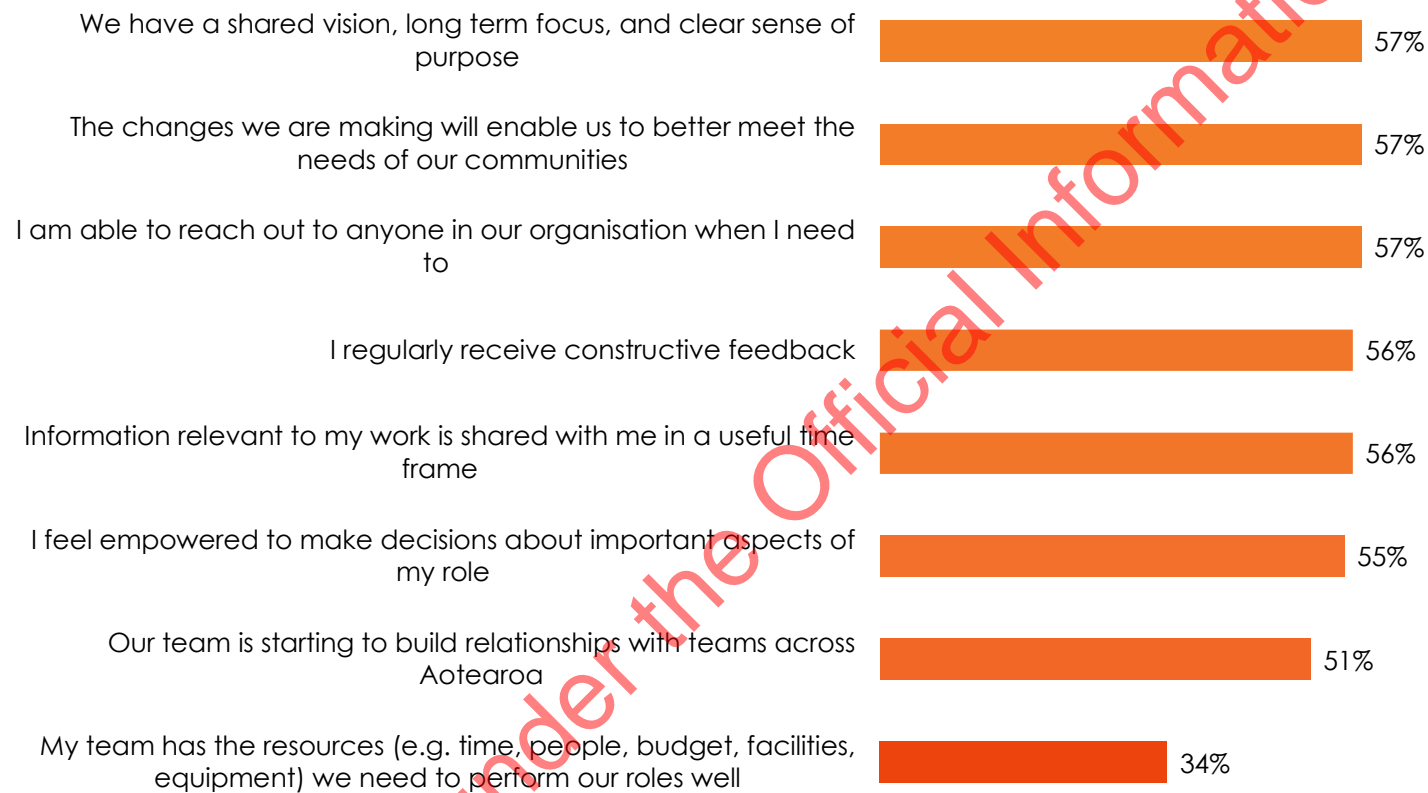 We have a shared vision, long term focus, and clear sense of
purpose
57%
The changes we are making will enable us to better meet the
needs of our communities
57%
I am able to reach out to anyone in our organisation when I need
to
57%
I regularly receive constructive feedback
56%
Information relevant to my work is shared with me in a useful time
frame
56%
I feel empowered to make decisions about important aspects of
my role
55%
Our team is starting to build relationships with teams across
Aotearoa
51%
My team has the resources (e.g. time, people, budget, facilities,
equipment) we need to perform our roles well
34%
the Official